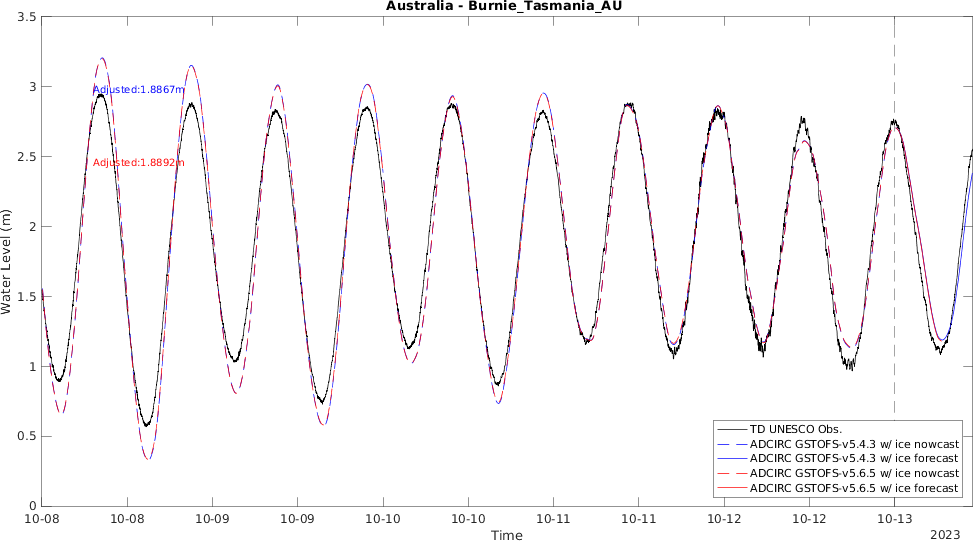 Australia - Burnie_Tasmania_AU
3.5
3
2.5
2
1.5
1
0.5
0
Water Level (m)
Adjusted:1.8867m
Adjusted:1.8892m
TD UNESCO Obs.
ADCIRC GSTOFS-v5.4.3 w/ ice nowcast
ADCIRC GSTOFS-v5.4.3 w/ ice forecast
ADCIRC GSTOFS-v5.6.5 w/ ice nowcast
ADCIRC GSTOFS-v5.6.5 w/ ice forecast
10-08 10-08 10-09 10-09 10-10 10-10 10-11 10-11 10-12 10-12 10-13
Time
2023